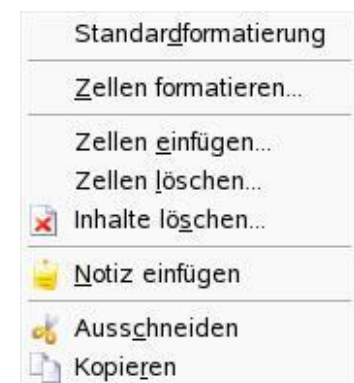 Standardformatierung
Zellen formatieren...
Zellen einfügen...
Zellen löschen...
Inhalte löschen...
Notiz einfügen
Ausschneiden
Kopieren